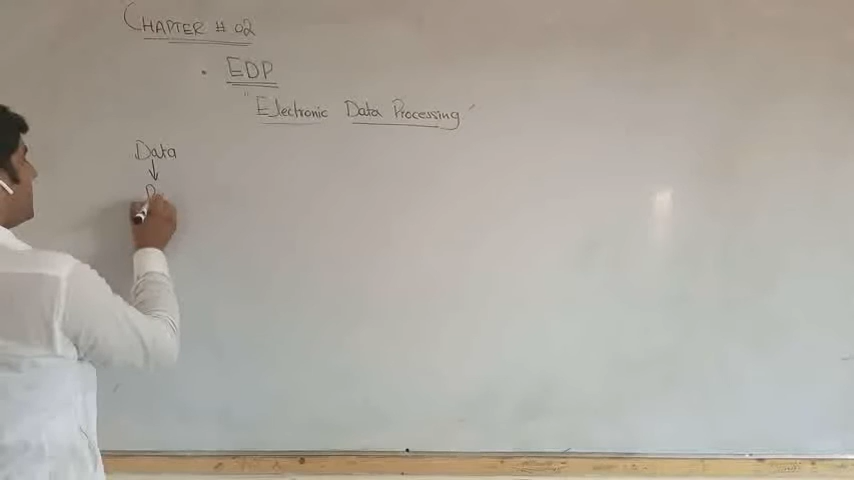 CHAPTER # 02
• EDP
"Electronic Data Processing"
Data
↓